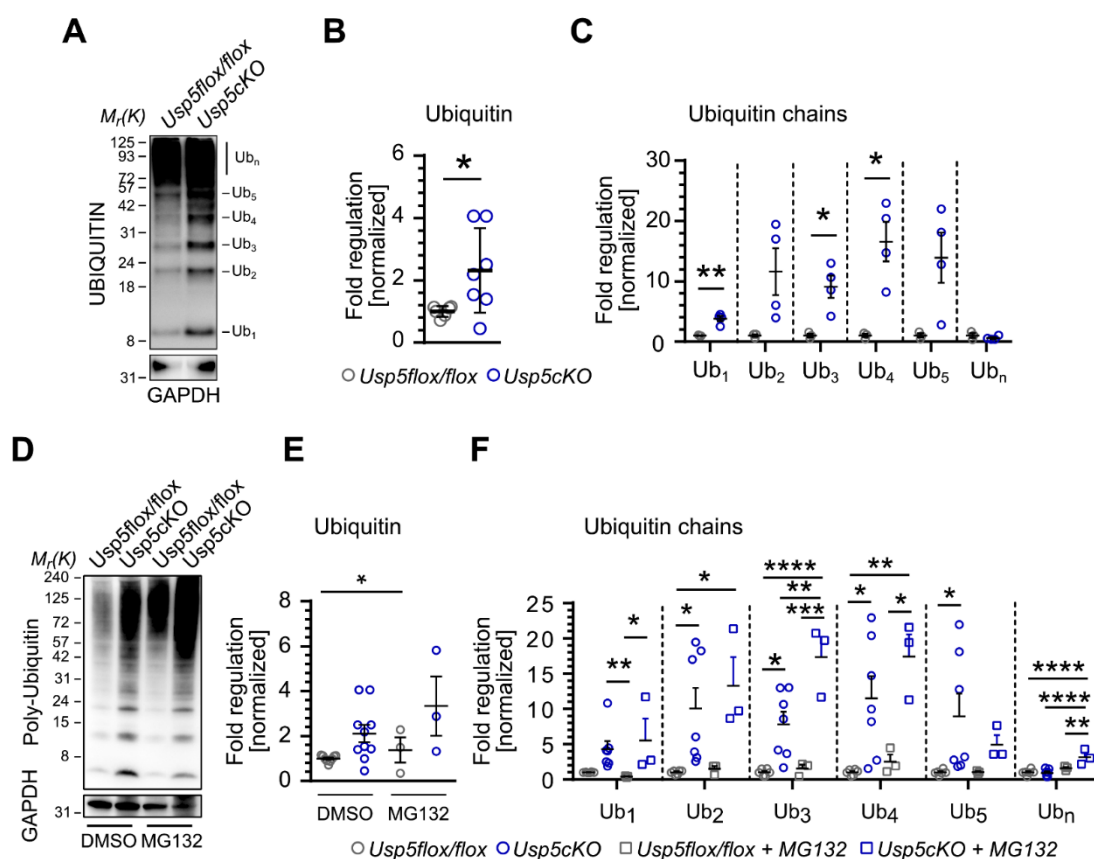 A
Usp5flox/flox
Usp5cKO
Mr(K)
125
93
72
57
42
31
24
18
8
31
UBIQUITIN
Ubn
Ub5
Ub4
Ub3
Ub2
Ub1
GAPDH
B
Ubiquitin
Fold regulation
[normalized]
6
4
2
0
*
Usp5flox/flox Usp5cKO
C
Ubiquitin chains
Fold regulation
[normalized]
30
20
10
0
** * *
Ub1 Ub2 Ub3 Ub4 Ub5 Ubn
D
Usp5flox/flox
Usp5cKO
Usp5flox/flox
Usp5cKO
Mr(K)
240
125
93
72
57
42
24
15
8
31
Poly-Ubiquitin
GAPDH
DMSO MG132
E
Ubiquitin
Fold regulation
[normalized]
8
6
4
2
0
*
DMSO MG132
F
Ubiquitin chains
Fold regulation
[normalized]
25
20
15
10
5
0
** *
* *
**** ** *** *
** * *
*
**** **** **
Ub1 Ub2 Ub3 Ub4 Ub5 Ubn
Usp5flox/flox Usp5cKO Usp5flox/flox + MG132 Usp5cKO + MG132